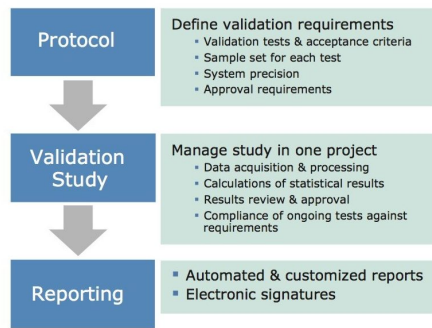 Protocol
Define validation requirements
▪ Validation tests & acceptance criteria
▪ Sample set for each test
▪ System precision
▪ Approval requirements
Validation
Study
Manage study in one project
▪ Data acquisition & processing
▪ Calculations of statistical results
▪ Results review & approval
▪ Compliance of ongoing tests against
requirements
Reporting
▪ Automated & customized reports
▪ Electronic signatures